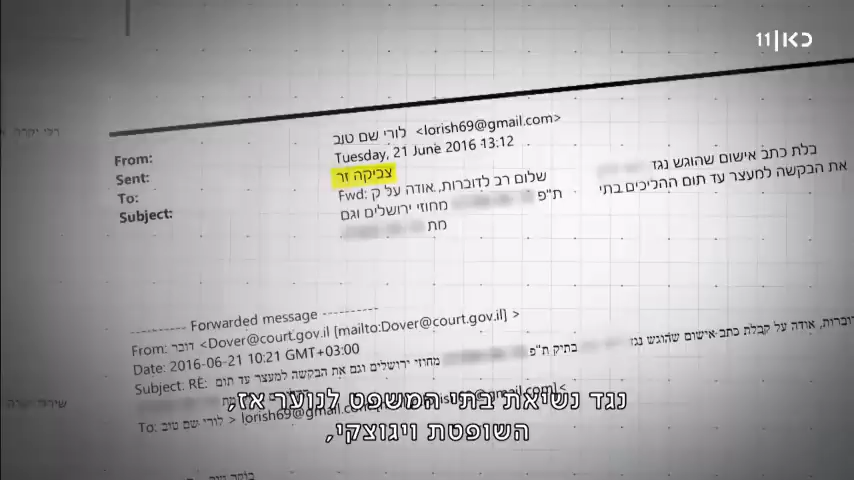 כאן 11
From: לורי שם טוב <lorish69@gmail.com>
Sent: Tuesday, 21 June 2016 13:12
To: צביקה זר
Subject: Fwd: שלום רב לדוברות, אודה על ק בלת כתב אישום שהוגש נגז
ת"פ מחוזי ירושלים וגם את הבקשה למעצר עד תום ההליכים בתי
מת
---------- Forwarded message ----------
From: דובר <Dover@court.gov.il [mailto:Dover@court.gov.il] >
Date: 2016-06-21 10:21 GMT+03:00
Subject: RE: דוברות, אודה על קבלת כתב אישום שהוגש נגז בתיק ת"פ מחוזי ירושלים וגם את הבקשה למעצר עד תום
To: לורי שם טוב > lorish69@gmail.com
נגד נשיאת בתי המשפט לנוער אז,
השופטת ויגוצקי,